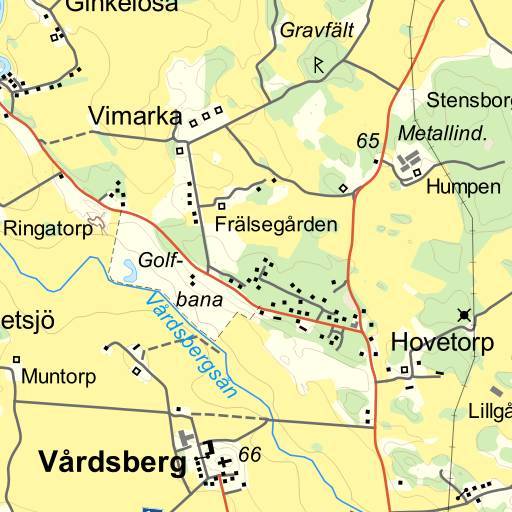 Ginkelösa
Gravfält
Vimarka
Stensborg
65
Metallind.
Humpen
Ringatorp
Frälsegården
Golf-
bana
etsjö
Vårdsbergsån
Hovetorp
Muntorp
Lillgå
Vårdsberg
66